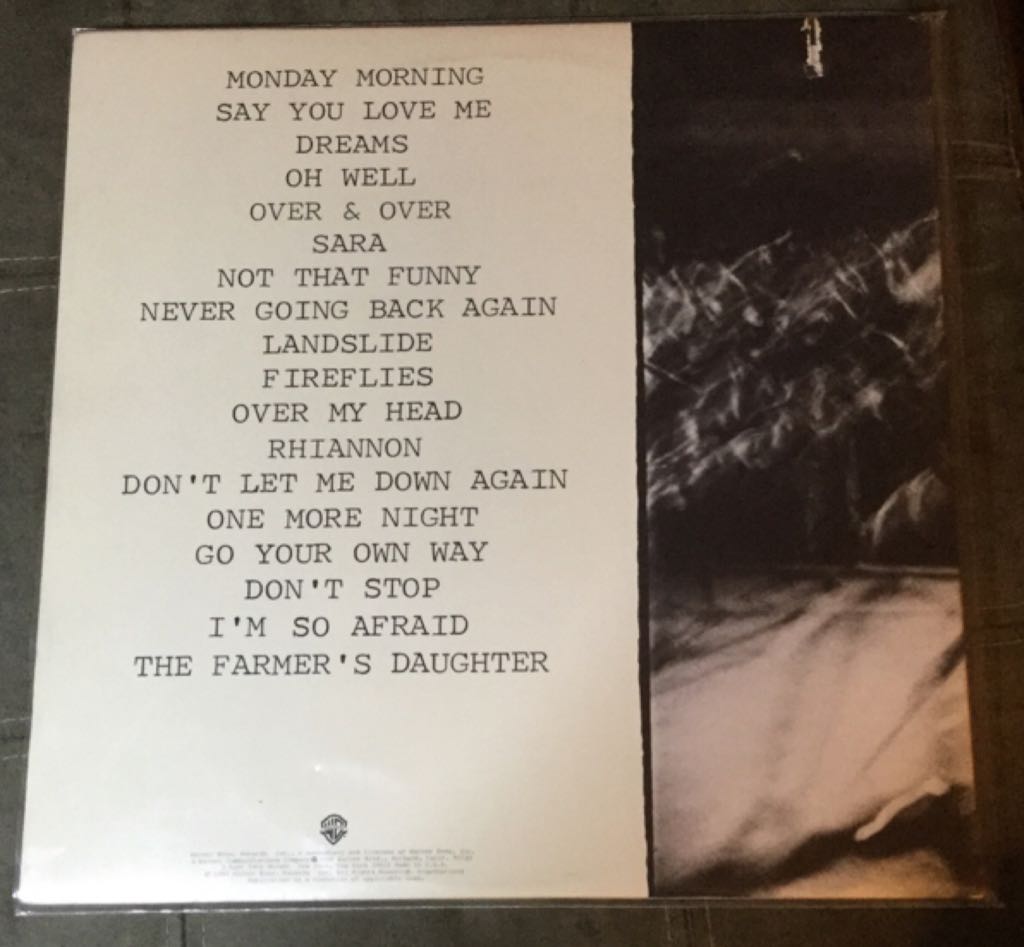 MONDAY MORNING
SAY YOU LOVE ME
DREAMS
OH WELL
OVER & OVER
SARA
NOT THAT FUNNY
NEVER GOING BACK AGAIN
LANDSLIDE
FIREFLIES
OVER MY HEAD
RHIANNON
DON'T LET ME DOWN AGAIN
ONE MORE NIGHT
GO YOUR OWN WAY
DON'T STOP
I'M SO AFRAID
THE FARMER'S DAUGHTER